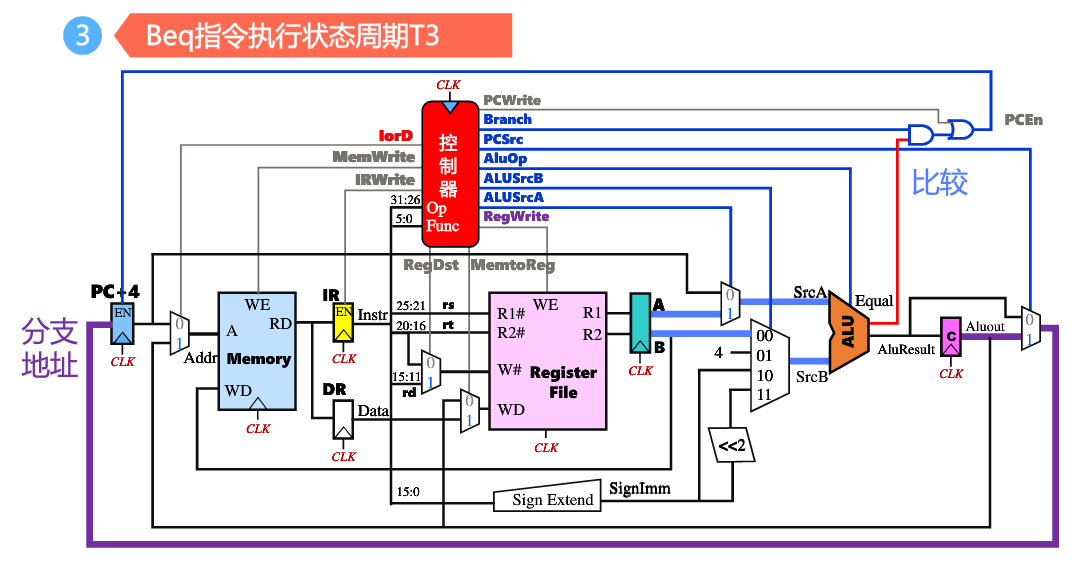 3
Beq指令执行状态周期T3
CLK
PCWrite
Branch
PCSrc
AluOp
ALUSrcB
ALUSrcA
RegWrite
PCEn
比较
IorD
MemWrite
IRWrite
控
制
器
31:26
Op
5:0
Func
RegDst
MemtoReg
PC+4
EN
CLK
分支
地址
0
1
Addr
WE
A
RD
Memory
WD
CLK
IR
EN
Instr
CLK
DR
Data
CLK
25:21
rs
20:16
rt
15:11
rd
0
1
0
1
WE
R1#
R1
R2#
R2
W#
Register
File
WD
CLK
A
B
CLK
0
1
SrcA
4
00
01
10
11
SrcB
<<2
ALU
Equal
AluResult
C
CLK
Aluout
0
1
15:0
Sign Extend
SignImm